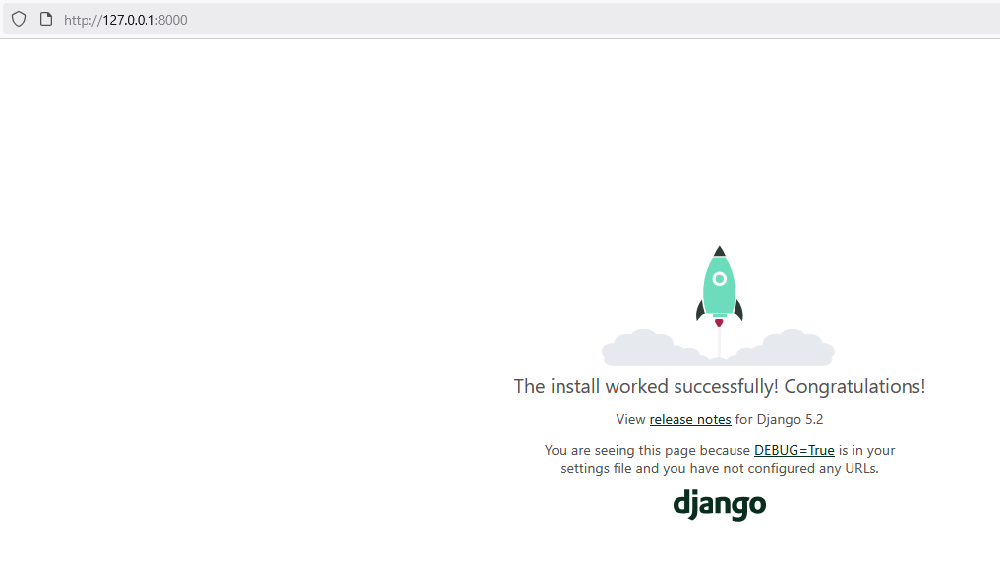 http://127.0.0.1:8000
The install worked successfully! Congratulations!
View release notes for Django 5.2
You are seeing this page because DEBUG=True is in your
settings file and you have not configured any URLs.
django